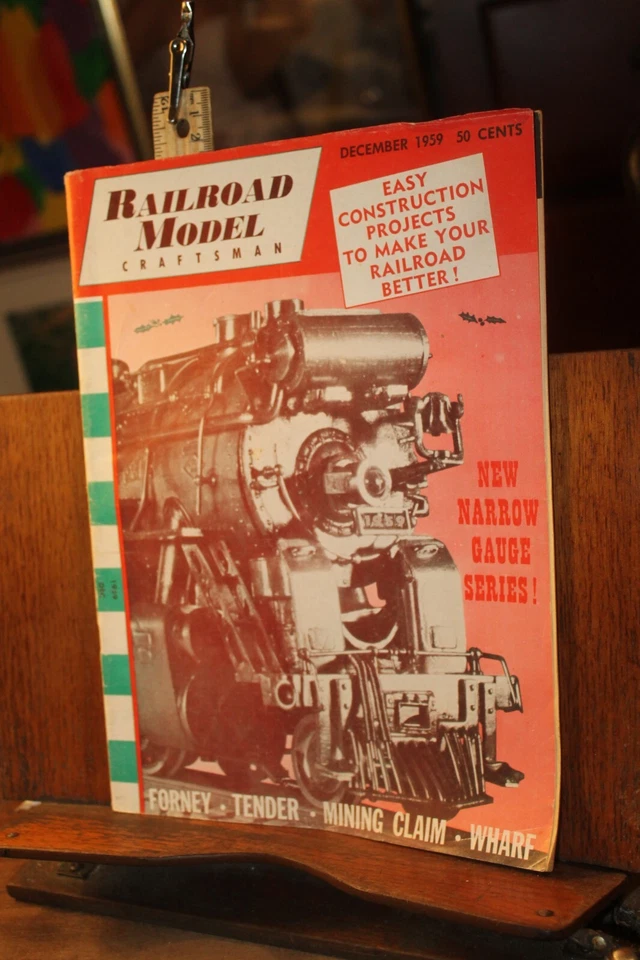 DECEMBER 1959 50 CENTS
RAILROAD
MODEL
CRAFTSMAN
EASY
CONSTRUCTION
PROJECTS
TO MAKE YOUR
RAILROAD
BETTER!
NEW
NARROW
GAUGE
SERIES!
FORNEY · TENDER · MINING CLAIM · WHARF